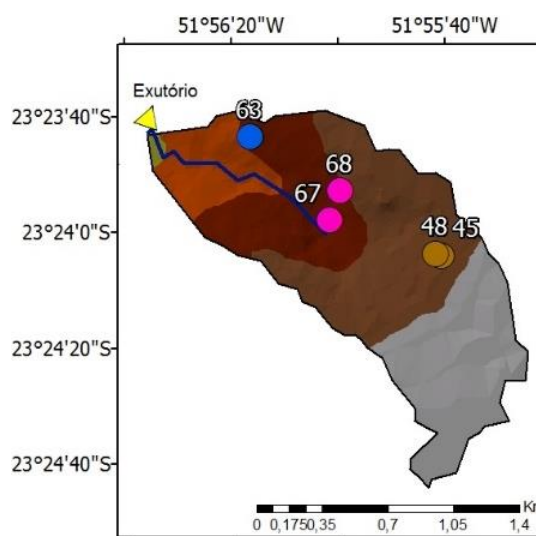 51°56'20"W 51°55'40"W
Exutório
23°23'40"S
63
68
67
23°24'0"S
48 45
23°24'20"S
23°24'40"S
Km
0 0,1750,35 0,7 1,05 1,4